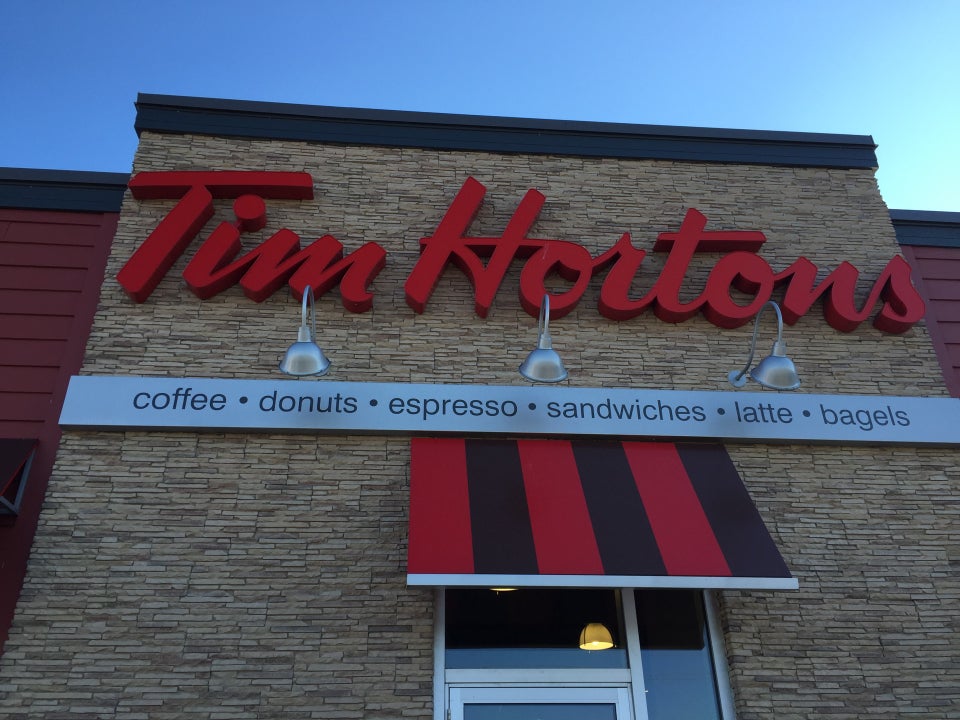 Tim Hortons
coffee • donuts • espresso • sandwiches • latte • bagels